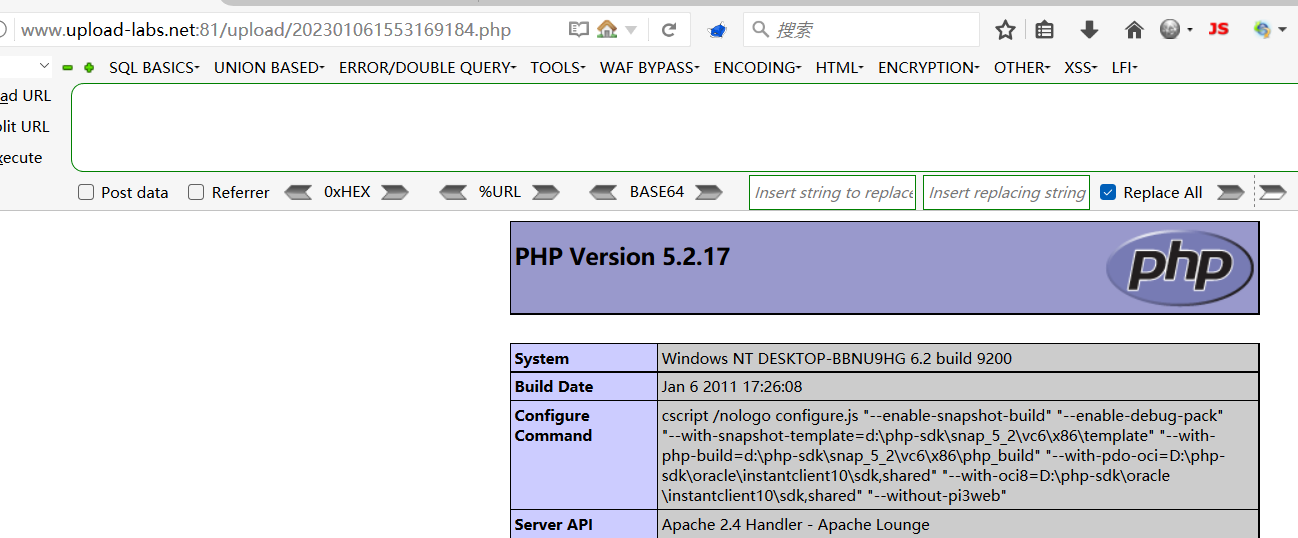 www.upload-labs.net:81/upload/202301061553169184.php
搜索
JS
SQL BASICS UNION BASED ERROR/DOUBLE QUERY TOOLS WAF BYPASS ENCODING HTML ENCRYPTION OTHER XSS LFI
ad URL
lit URL
xecute
Post data Referrer 0xHEX %URL BASE64 Insert string to replace Insert replacing string Replace All
PHP Version 5.2.17
php
System Windows NT DESKTOP-BBNU9HG 6.2 build 9200
Build Date Jan 6 2011 17:26:08
Configure Command
cscript /nologo configure.js "--enable-snapshot-build" "--enable-debug-pack"
"--with-snapshot-template=d:\php-sdk\snap_5_2\vc6\x86\template" "--with-
php-build=d:\php-sdk\snap_5_2\vc6\x86\php_build" "--with-pdo-oci=D:\php-
sdk\oracle\instantclient10\sdk,shared" "--with-oci8=D:\php-sdk\oracle
\instantclient10\sdk,shared" "--without-pi3web"
Server API Apache 2.4 Handler - Apache Lounge